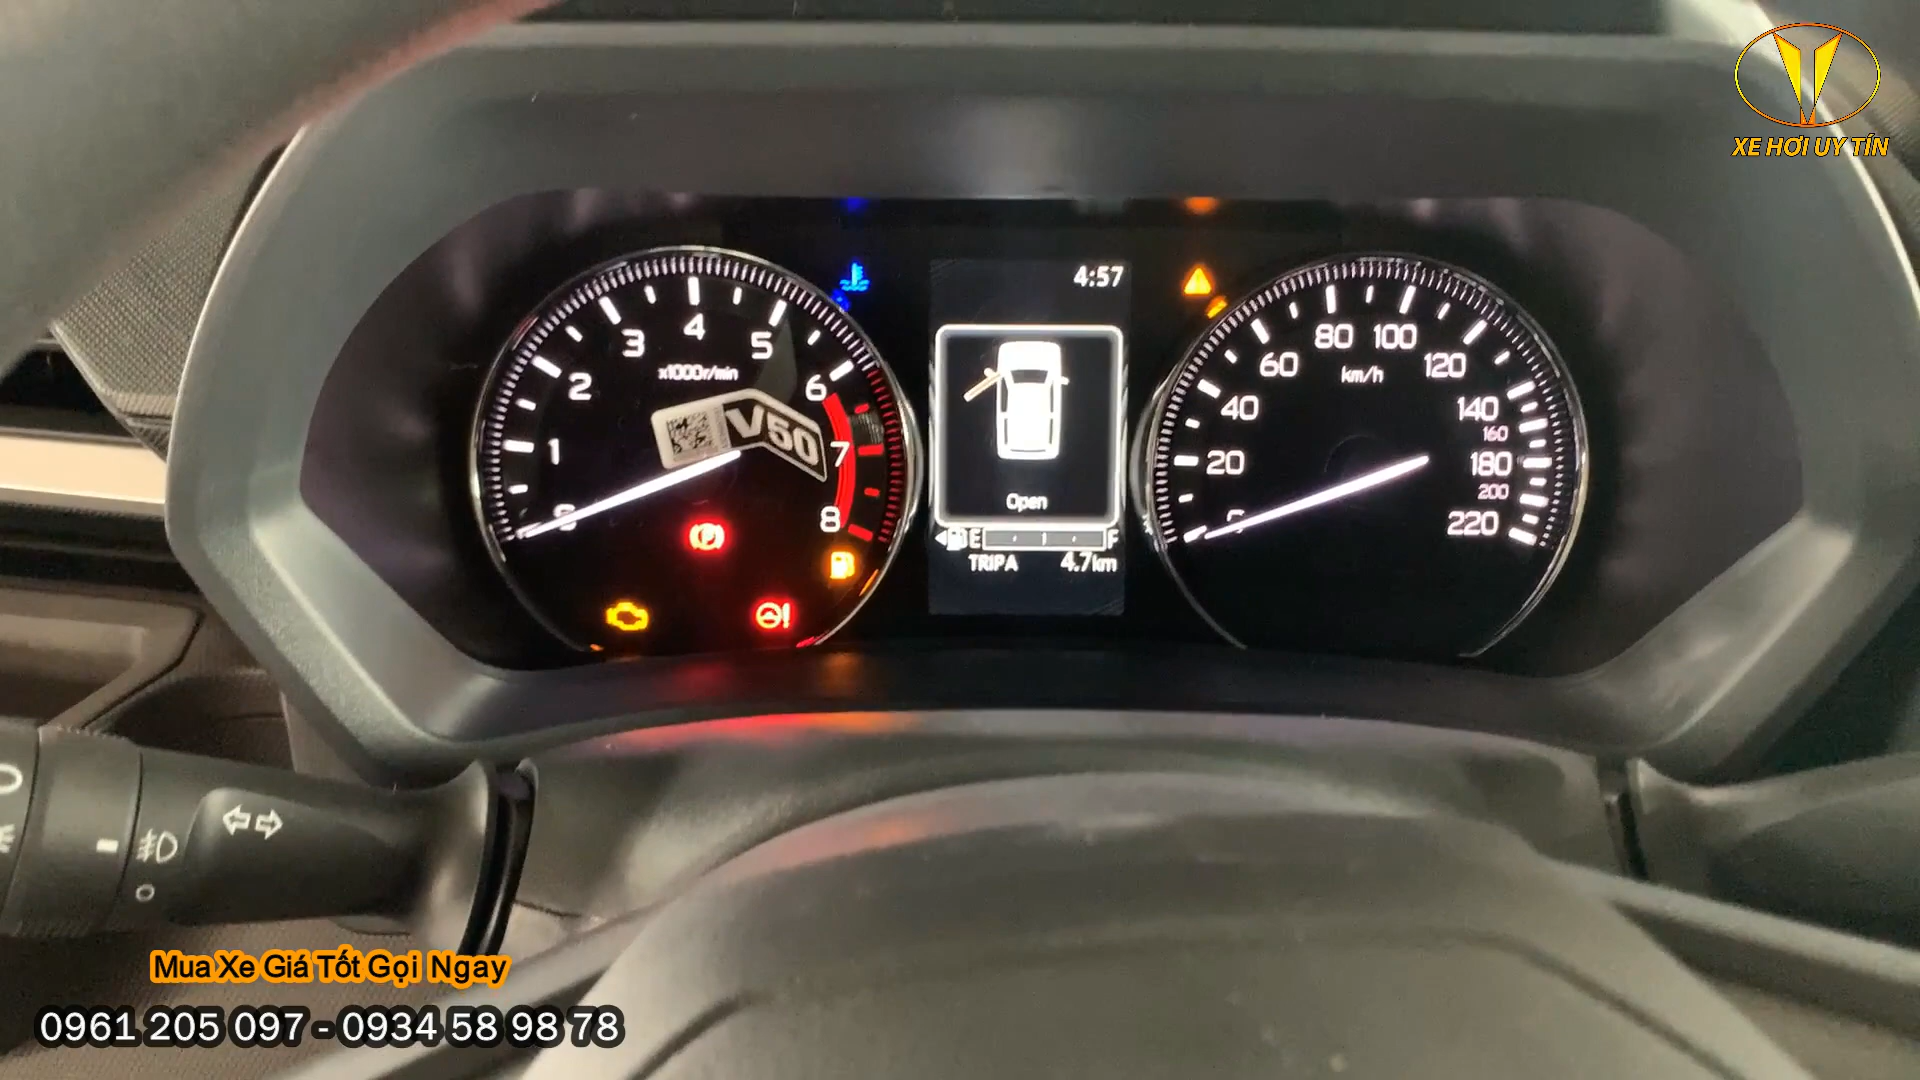 XE HƠI UY TÍN
4:57
1
2
3
4
5
6
7
8
x1000r/min
V50
Open
E
F
TRIP A 4.7km
20
40
60
80
100
120
140
160
180
200
220
km/h
Mua Xe Giá Tốt Gọi Ngay
0961 205 097 - 0934 58 98 78